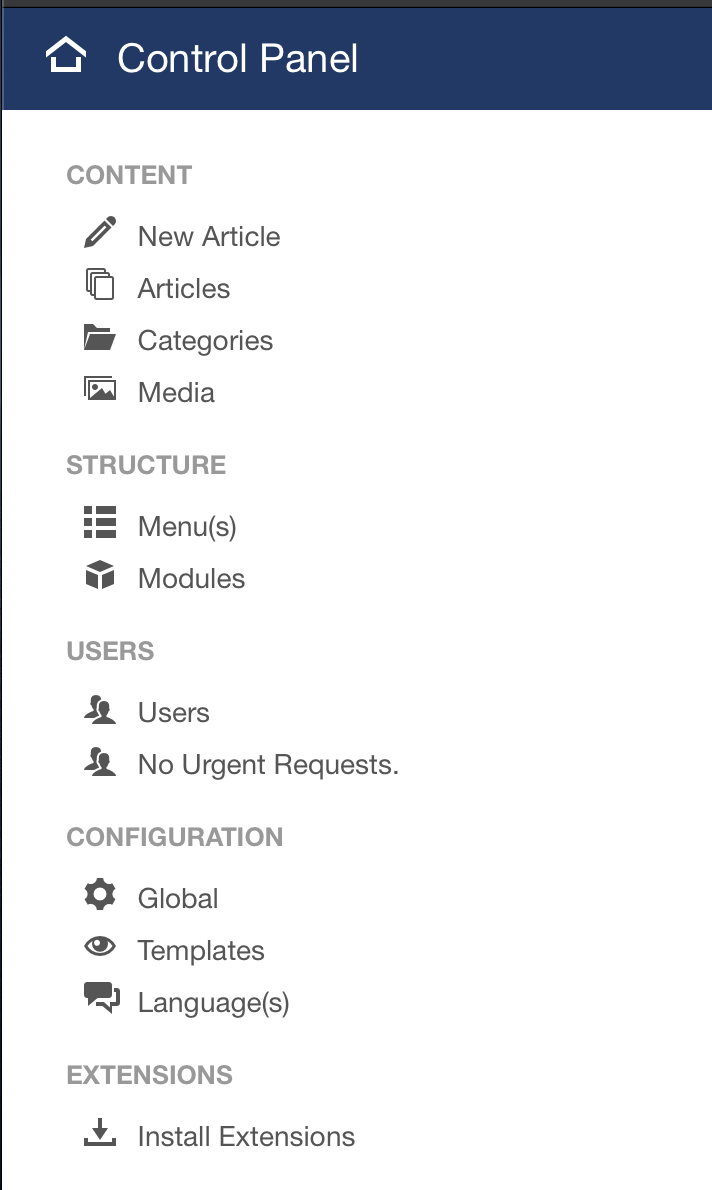 Control Panel
CONTENT
New Article
Articles
Categories
Media
STRUCTURE
Menu(s)
Modules
USERS
Users
No Urgent Requests.
CONFIGURATION
Global
Templates
Language(s)
EXTENSIONS
Install Extensions